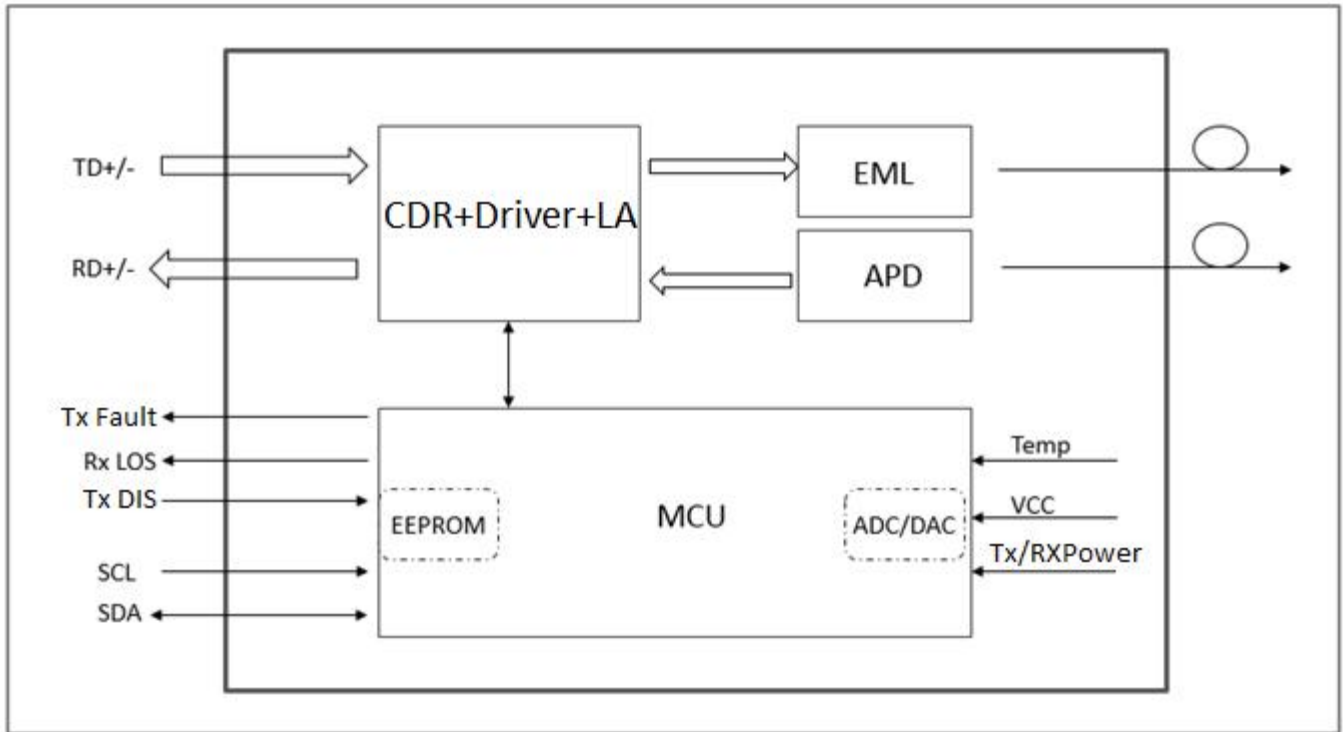 TD+/-
EML
CDR+Driver+LA
RD+/-
APD
Tx Fault
Rx LOS
Temp
Tx DIS
VCC
EEPROM
MCU
ADC/DAC
Tx/RXPower
SCL
SDA